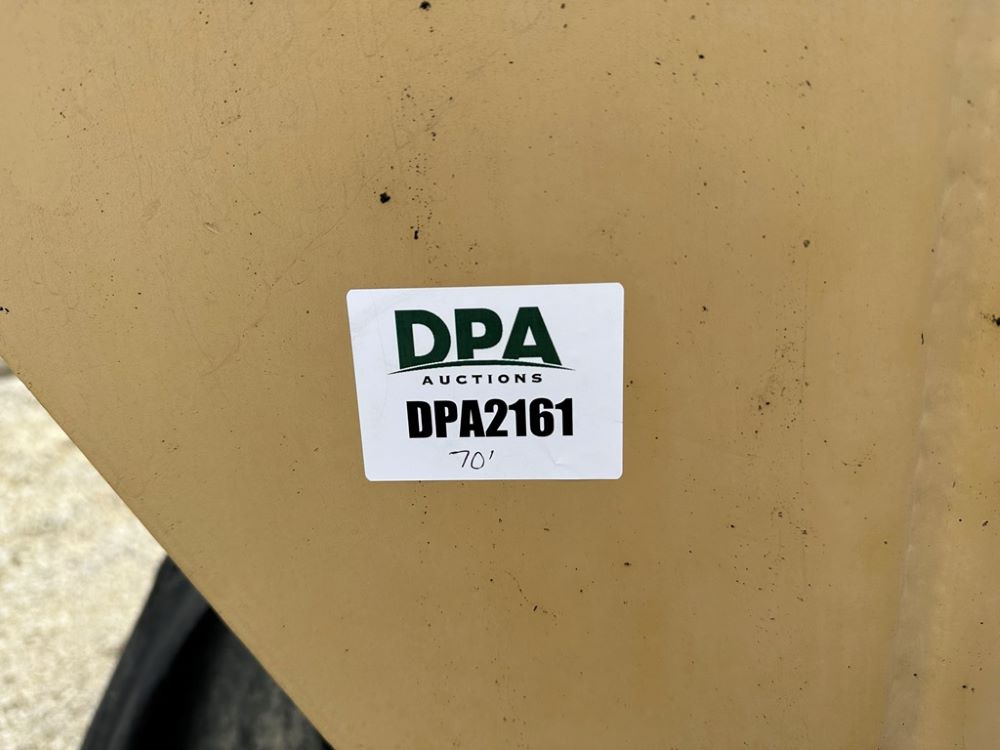 DPA
AUCTIONS
DPA2161
70'